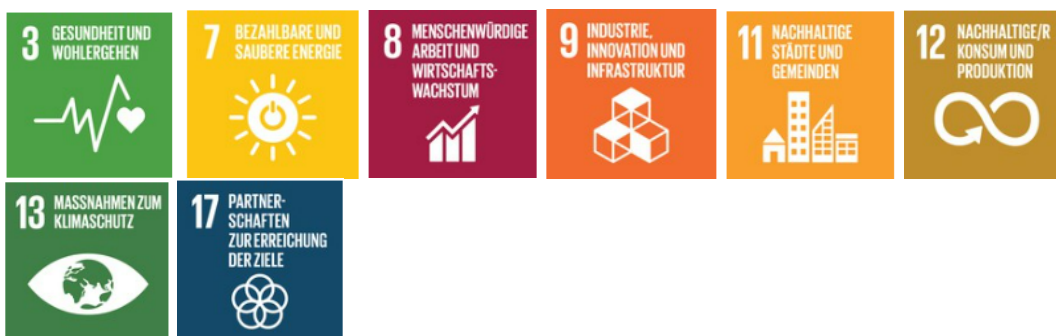 3 GESUNDHEIT UND
WOHLERGEHEN
7 BEZAHLBARE UND
SAUBERE ENERGIE
8 MENSCHENWÜRDIGE
ARBEIT UND
WIRTSCHAFTS-
WACHSTUM
9 INDUSTRIE,
INNOVATION UND
INFRASTRUKTUR
11 NACHHALTIGE
STÄDTE UND
GEMEINDEN
12 NACHHALTIGE/R
KONSUM UND
PRODUKTION
13 MASSNAHMEN ZUM
KLIMASCHUTZ
17 PARTNER-
SCHAFTEN
ZUR ERREICHUNG
DER ZIELE